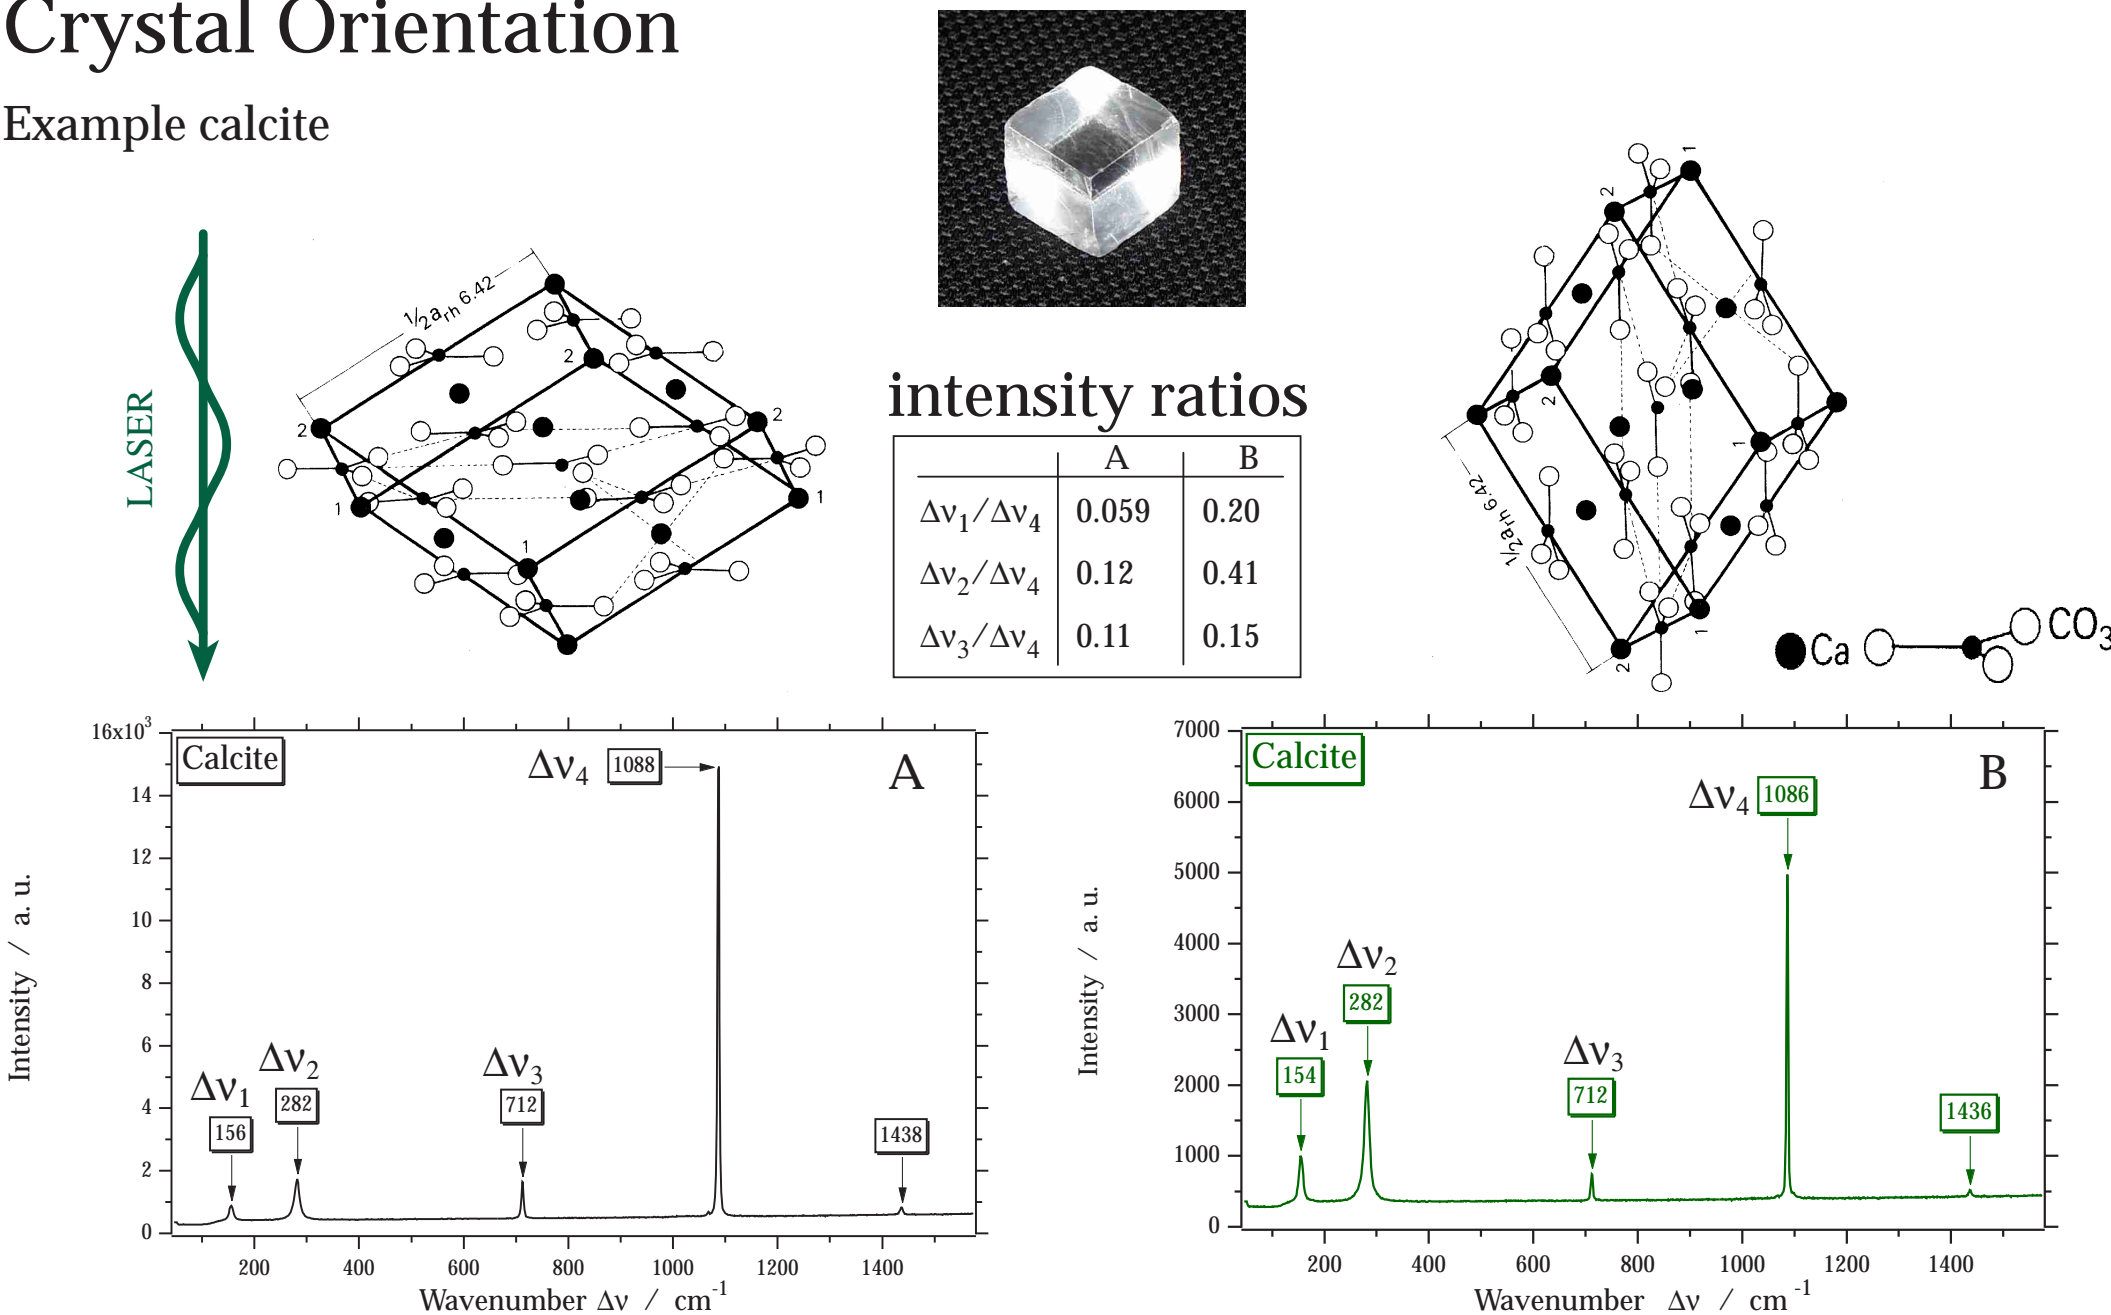 Crystal Orientation
Example calcite
LASER
½a_rh 6.42
2
2
2
1
1
1
intensity ratios
A B
Δν₁/Δν₄ 0.059 0.20
Δν₂/Δν₄ 0.12 0.41
Δν₃/Δν₄ 0.11 0.15
1
2
2
1
½a_rh 6.42
1
2
Ca
CO₃
Calcite
A
Δν₄ 1088
Δν₁
156
Δν₂
282
Δν₃
712
1438
16x10³
14
12
10
8
6
4
2
0
Intensity / a. u.
200 400 600 800 1000 1200 1400
Wavenumber Δν / cm⁻¹
Calcite
B
Δν₄ 1086
Δν₁
154
Δν₂
282
Δν₃
712
1436
7000
6000
5000
4000
3000
2000
1000
0
Intensity / a. u.
200 400 600 800 1000 1200 1400
Wavenumber Δν / cm⁻¹